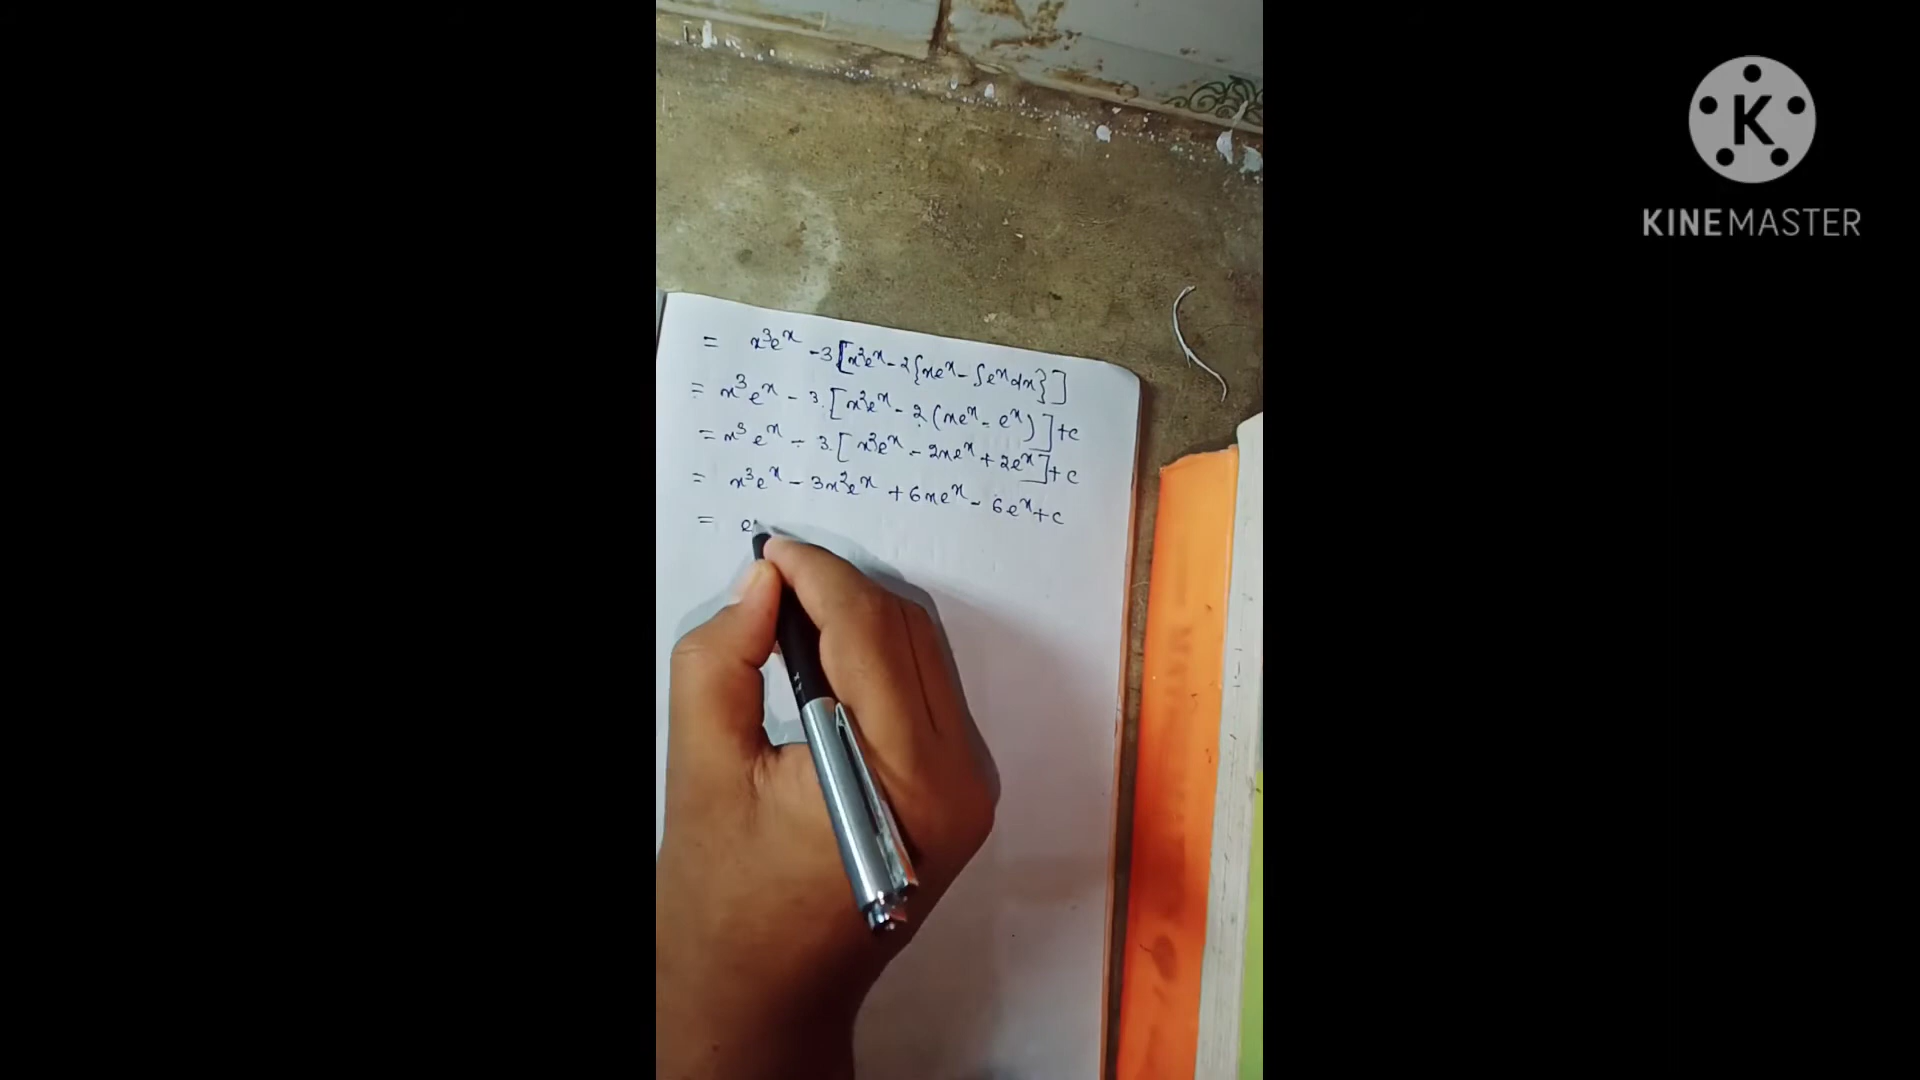 = x³eˣ - 3[x²eˣ - 2{xeˣ - ∫eˣdx}]
= x³eˣ - 3.[x²eˣ - 2(xeˣ - eˣ)] + c
= x³eˣ - 3.[x²eˣ - 2xeˣ + 2eˣ] + c
= x³eˣ - 3x²eˣ + 6xeˣ - 6eˣ + c
= e
K
KINEMASTER